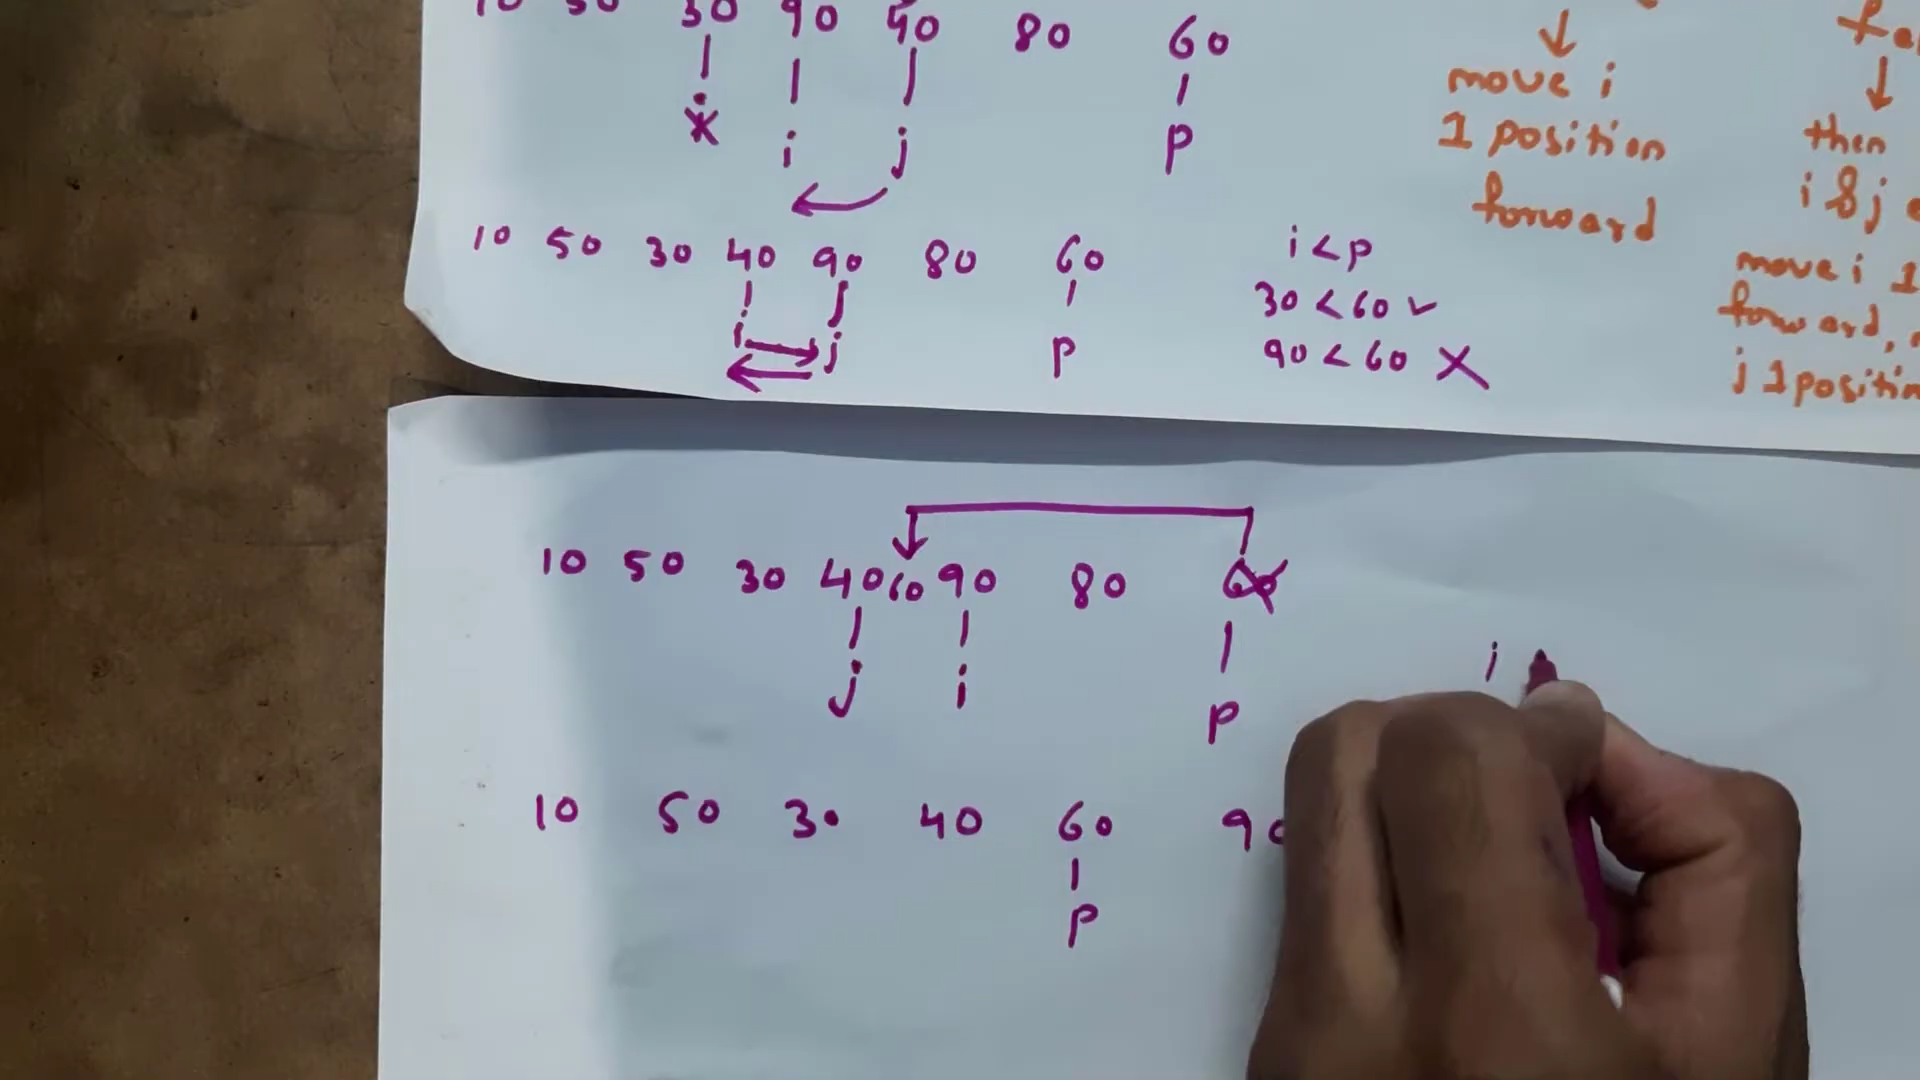 10 50 30 90 40 80 60
i j p
10 50 30 40 90 80 60
i j p
i < p
30 < 60 ✓
90 < 60 X
move i
1 position
forward
then
i & j
move i 1
forward,
j 1 position
10 50 30 40 60 90 80 60
j i p
10 50 30 40 60 90
p
i